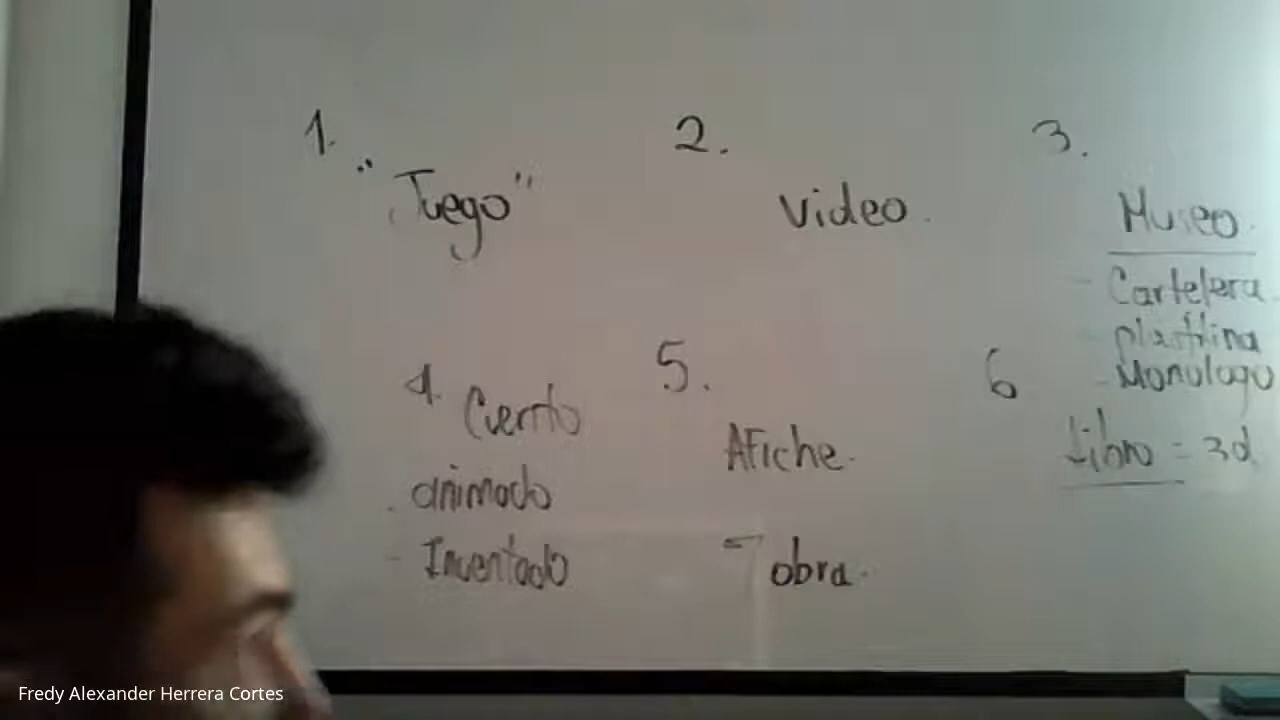 1.
"Juego"
2.
Video.
3.
Museo.
- Cartelera
- plastilina
- Monologo
4. Cuento
. animado
- Inventado
5.
Afiche.
7 obra.
6
Libro = 3d
Fredy Alexander Herrera Cortes